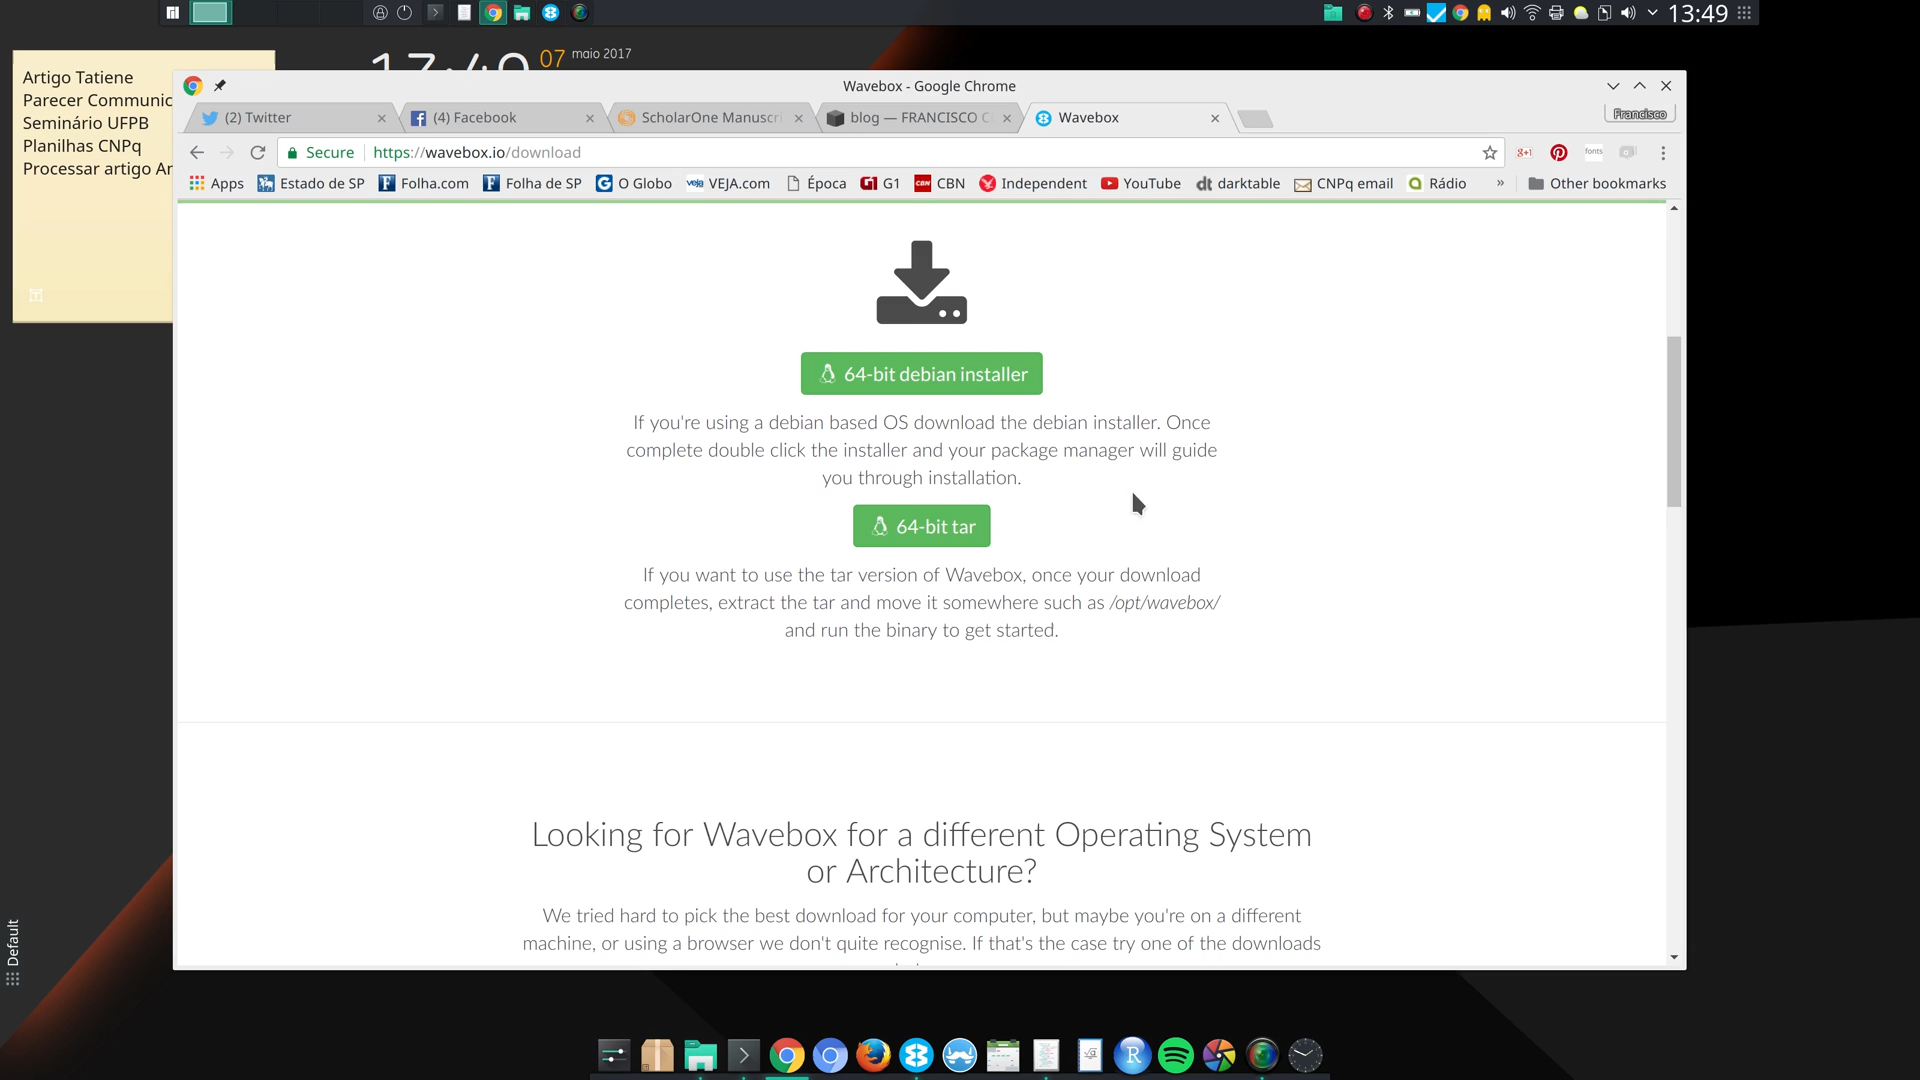 13:49
07 maio 2017
Artigo Tatiene
Parecer Communic
Seminário UFPB
Planilhas CNPq
Processar artigo Ar
Wavebox - Google Chrome
(2) Twitter
(4) Facebook
ScholarOne Manuscri
blog — FRANCISCO C
Wavebox
Francisco
Secure
https://wavebox.io/download
g+1
fonts
Apps
Estado de SP
Folha.com
Folha de SP
O Globo
VEJA.com
Época
G1
CBN
Independent
YouTube
darktable
CNPq email
Rádio
»
Other bookmarks
64-bit debian installer
If you're using a debian based OS download the debian installer. Once
complete double click the installer and your package manager will guide
you through installation.
64-bit tar
If you want to use the tar version of Wavebox, once your download
completes, extract the tar and move it somewhere such as /opt/wavebox/
and run the binary to get started.
Looking for Wavebox for a different Operating System
or Architecture?
We tried hard to pick the best download for your computer, but maybe you're on a different
machine, or using a browser we don't quite recognise. If that's the case try one of the downloads
Default